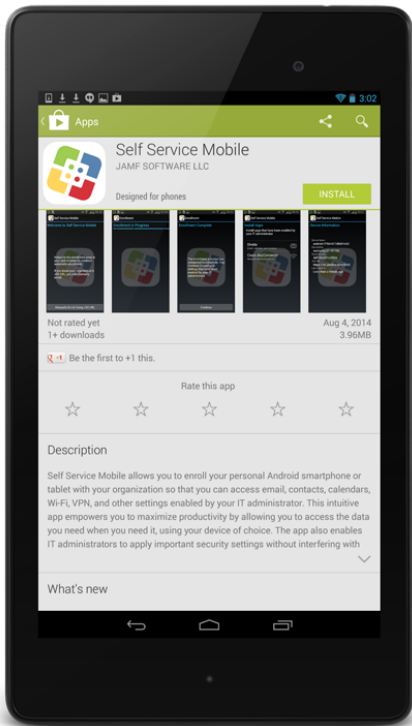 3:02
Apps
Self Service Mobile
JAMF SOFTWARE LLC
Designed for phones
INSTALL
Not rated yet
Aug 4, 2014
1+ downloads
3.96MB
+1
Be the first to +1 this.
Rate this app
Description
Self Service Mobile allows you to enroll your personal Android smartphone or
tablet with your organization so that you can access email, contacts, calendars,
Wi-Fi, VPN, and other settings enabled by your IT administrator. This intuitive
app empowers you to maximize productivity by allowing you to access the data
you need when you need it, using your device of choice. The app also enables
IT administrators to apply important security settings without interfering with
What's new